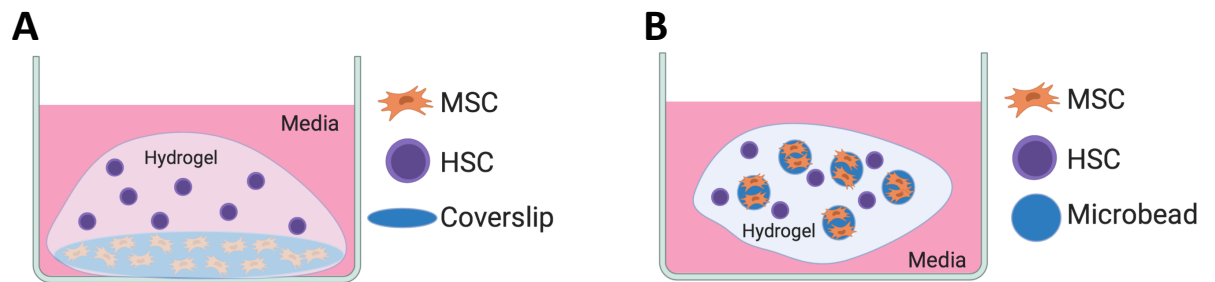 A
Media
Hydrogel
MSC
HSC
Coverslip
B
Hydrogel
Media
MSC
HSC
Microbead